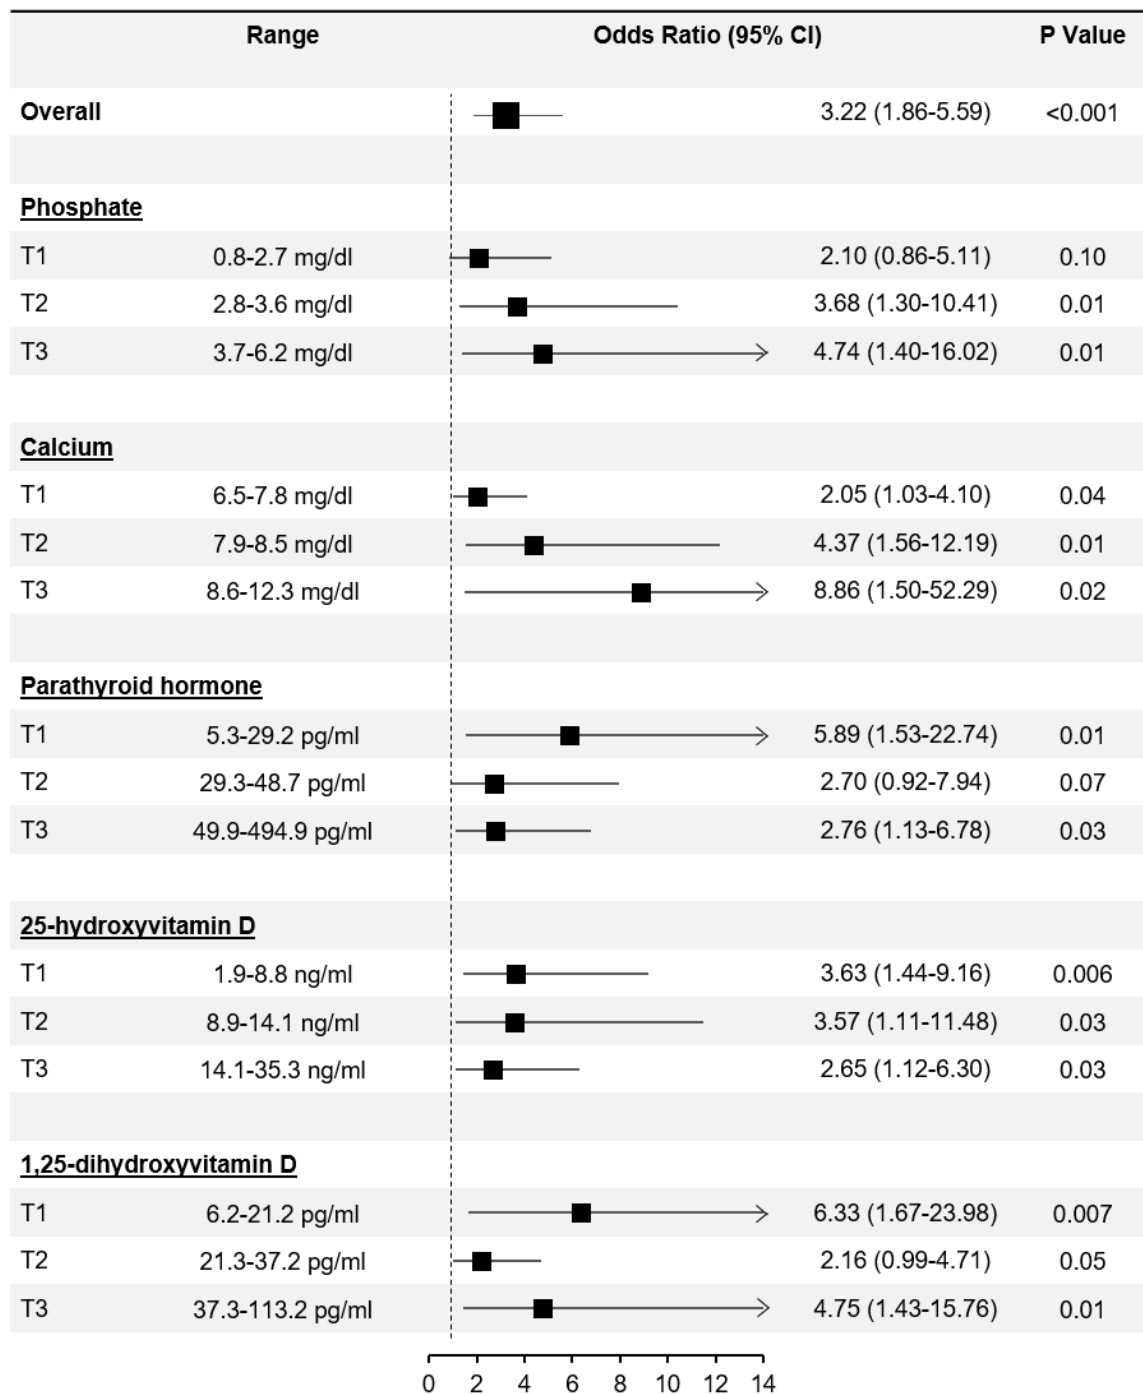 Range Odds Ratio (95% CI) P Value
Overall 3.22 (1.86-5.59) <0.001
Phosphate
T1 0.8-2.7 mg/dl 2.10 (0.86-5.11) 0.10
T2 2.8-3.6 mg/dl 3.68 (1.30-10.41) 0.01
T3 3.7-6.2 mg/dl 4.74 (1.40-16.02) 0.01
Calcium
T1 6.5-7.8 mg/dl 2.05 (1.03-4.10) 0.04
T2 7.9-8.5 mg/dl 4.37 (1.56-12.19) 0.01
T3 8.6-12.3 mg/dl 8.86 (1.50-52.29) 0.02
Parathyroid hormone
T1 5.3-29.2 pg/ml 5.89 (1.53-22.74) 0.01
T2 29.3-48.7 pg/ml 2.70 (0.92-7.94) 0.07
T3 49.9-494.9 pg/ml 2.76 (1.13-6.78) 0.03
25-hydroxyvitamin D
T1 1.9-8.8 ng/ml 3.63 (1.44-9.16) 0.006
T2 8.9-14.1 ng/ml 3.57 (1.11-11.48) 0.03
T3 14.1-35.3 ng/ml 2.65 (1.12-6.30) 0.03
1,25-dihydroxyvitamin D
T1 6.2-21.2 pg/ml 6.33 (1.67-23.98) 0.007
T2 21.3-37.2 pg/ml 2.16 (0.99-4.71) 0.05
T3 37.3-113.2 pg/ml 4.75 (1.43-15.76) 0.01
0 2 4 6 8 10 12 14